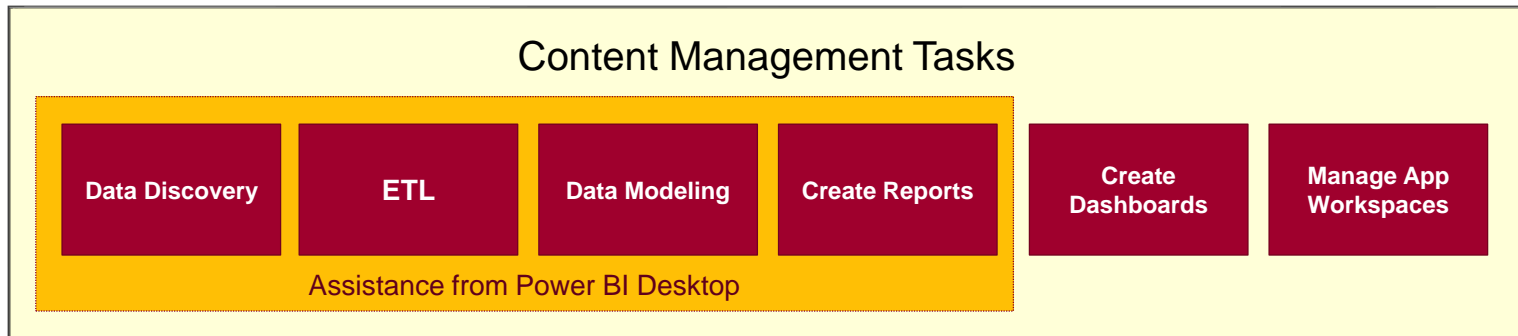 Content Management Tasks
Data Discovery
ETL
Data Modeling
Create Reports
Create
Dashboards
Manage App
Workspaces
Assistance from Power BI Desktop